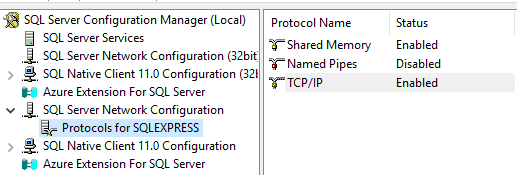 SQL Server Configuration Manager (Local)
SQL Server Services
SQL Server Network Configuration (32bit)
SQL Native Client 11.0 Configuration (32b
Azure Extension For SQL Server
SQL Server Network Configuration
Protocols for SQLEXPRESS
SQL Native Client 11.0 Configuration
Azure Extension For SQL Server
Protocol Name Status
Shared Memory Enabled
Named Pipes Disabled
TCP/IP Enabled